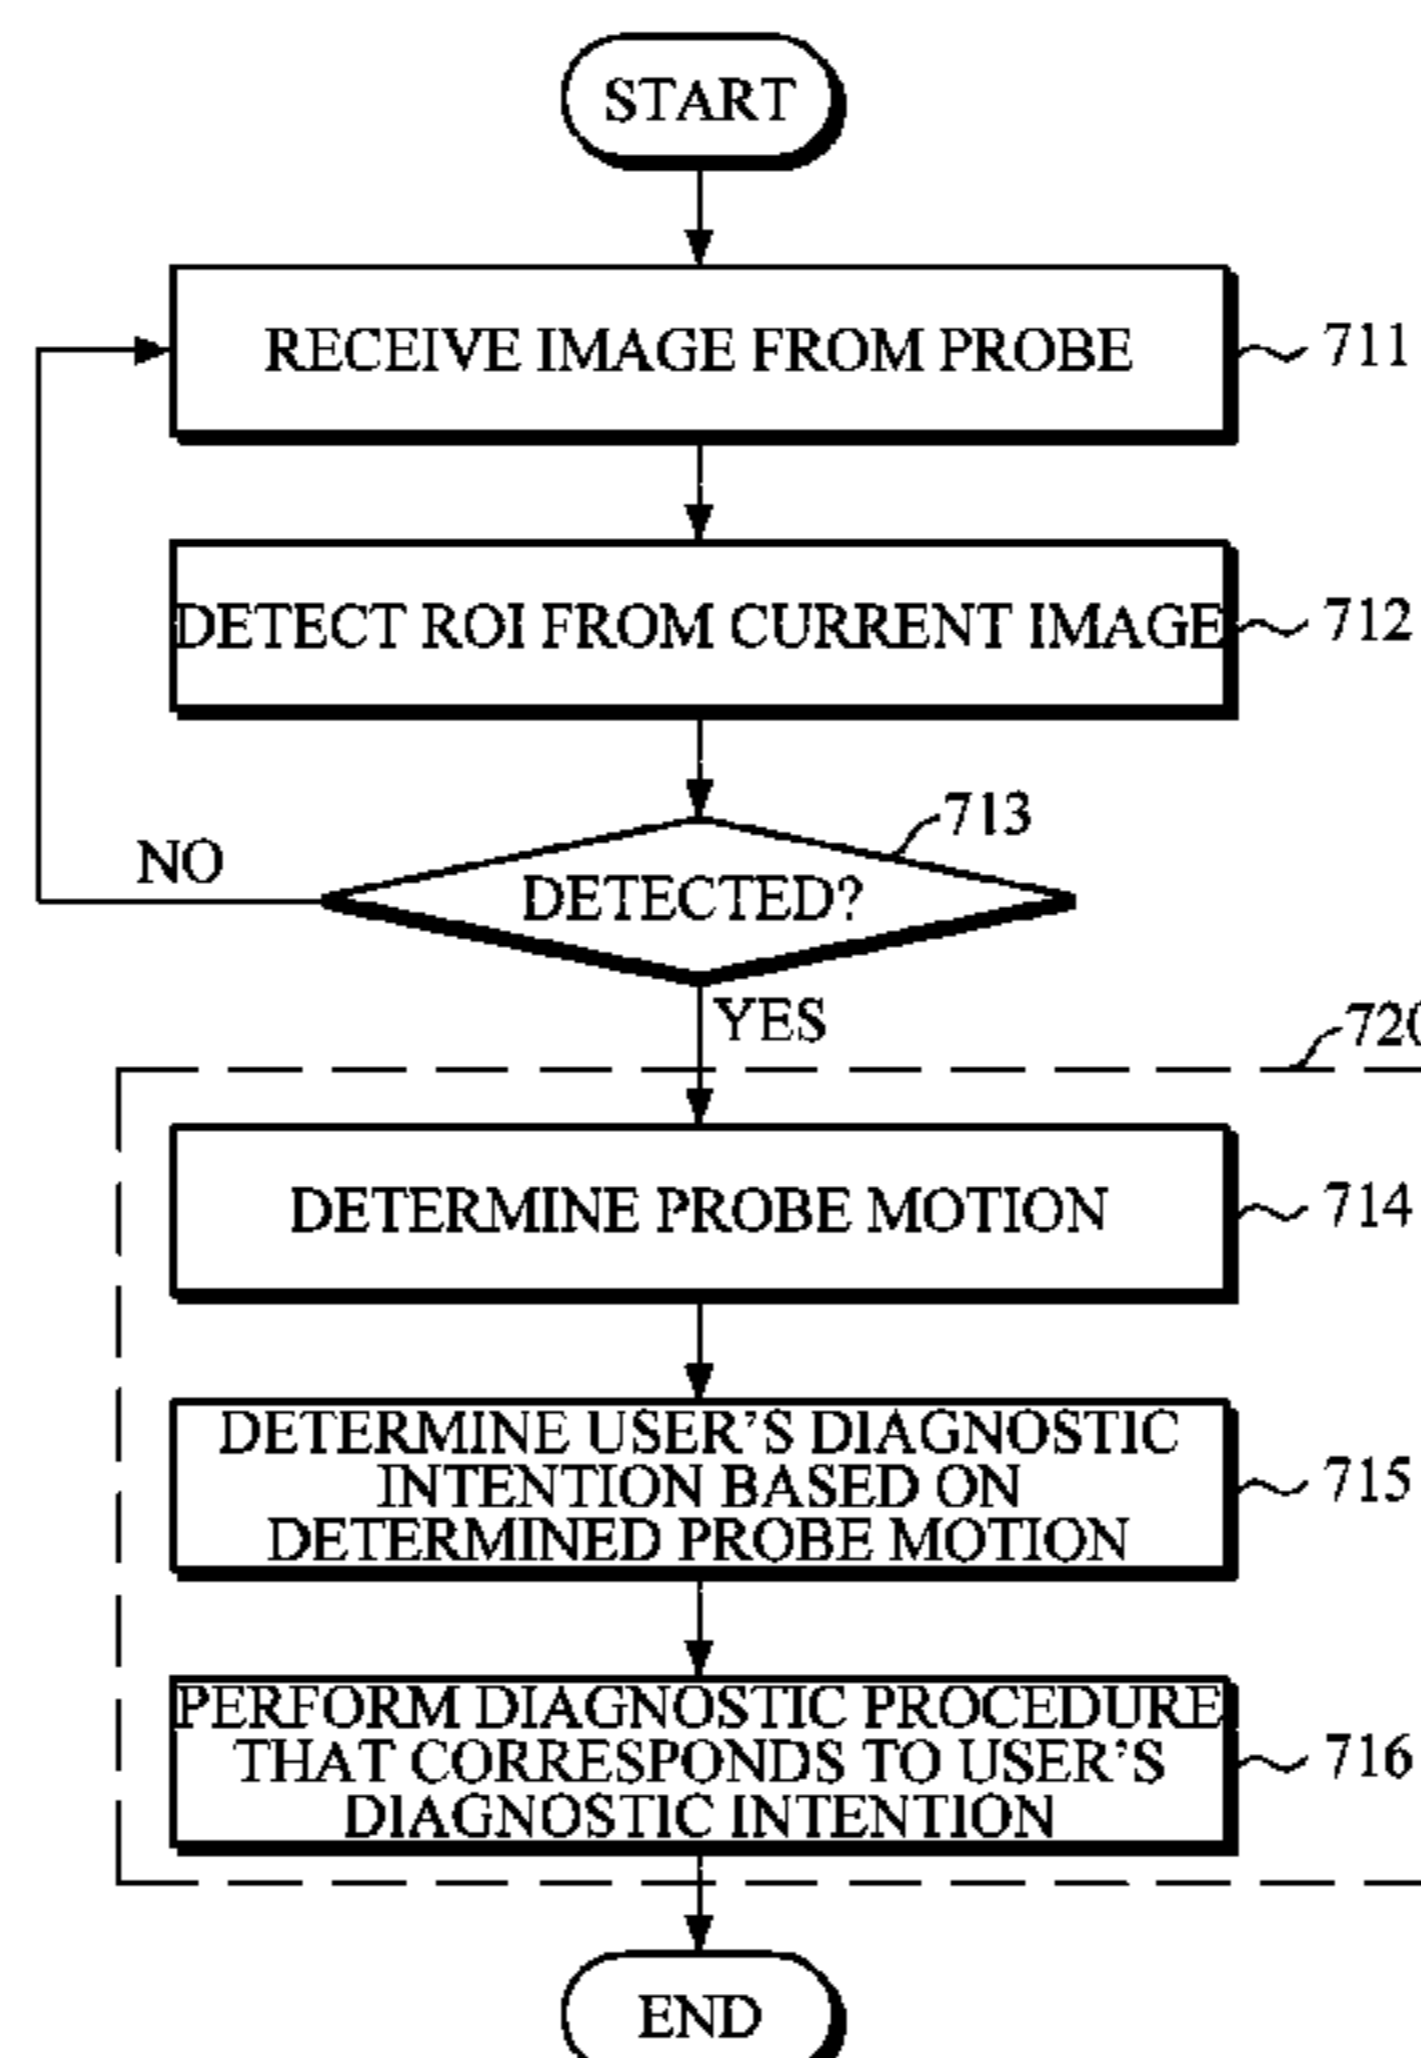 START
RECEIVE IMAGE FROM PROBE
711
DETECT ROI FROM CURRENT IMAGE
712
713
DETECTED?
NO
YES
720
DETERMINE PROBE MOTION
714
DETERMINE USER'S DIAGNOSTIC
INTENTION BASED ON
DETERMINED PROBE MOTION
715
PERFORM DIAGNOSTIC PROCEDURE
THAT CORRESPONDS TO USER'S
DIAGNOSTIC INTENTION
716
END